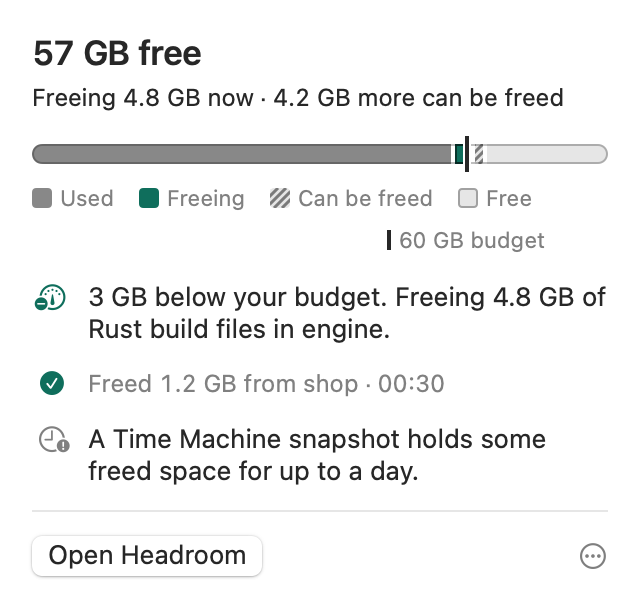 57 GB free
Freeing 4.8 GB now · 4.2 GB more can be freed
Used Freeing Can be freed Free
60 GB budget
3 GB below your budget. Freeing 4.8 GB of
Rust build files in engine.
Freed 1.2 GB from shop · 00:30
A Time Machine snapshot holds some
freed space for up to a day.
Open Headroom